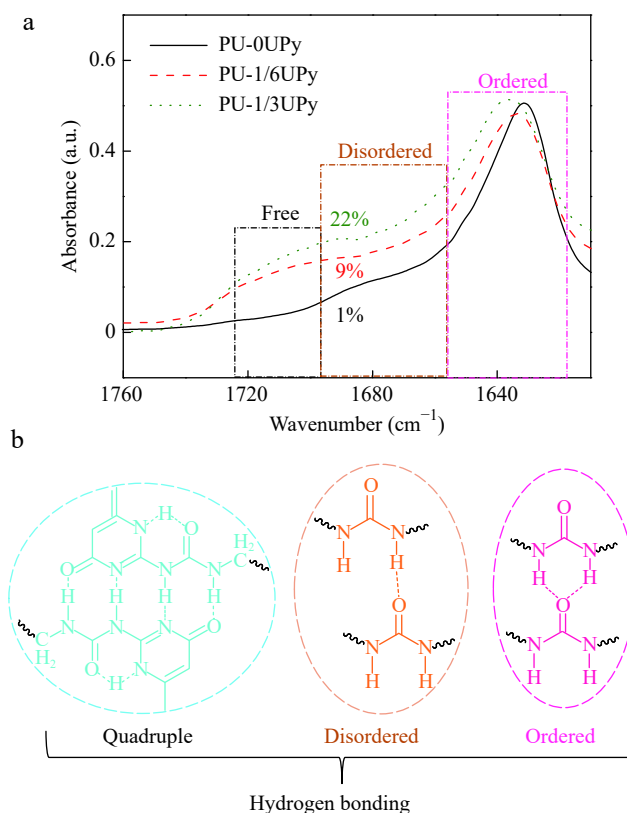 a
0.6
0.4
0.2
0
Absorbance (a.u.)
PU-0UPy
PU-1/6UPy
PU-1/3UPy
Ordered
Disordered
Free
22%
9%
1%
1760
1720
1680
1640
Wavenumber (cm⁻¹)
b
H
N
O
H₂
O
N
N
N
N
C
H
H
H
H
N
N
N
N
O
C
H₂
O
H
N
O
N
N
H
H
O
N
N
H
H
O
N
N
H
H
O
N
N
H
H
Quadruple
Disordered
Ordered
Hydrogen bonding